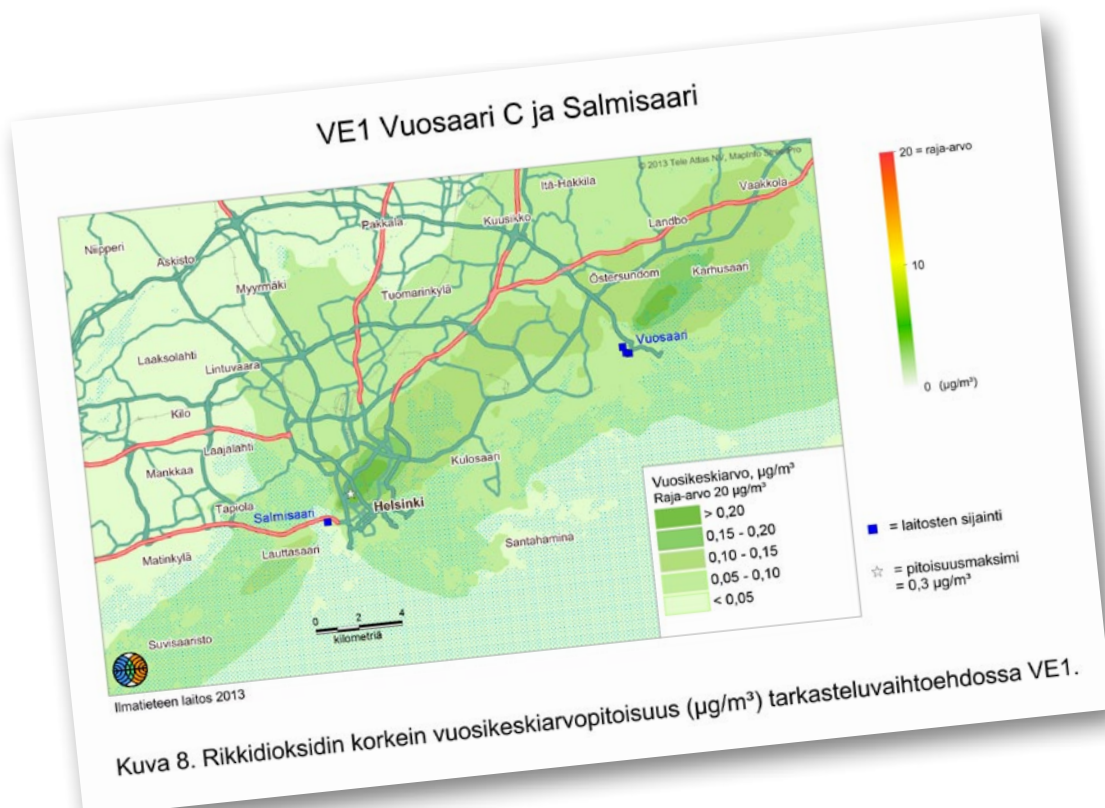 VE1 Vuosaari C ja Salmisaari
© 2013 Tele Atlas NV, MapInfo
Itä-Hakkila
Vaakkola
Niipperi
Pakkala
Kuusikko
Landbo
Askisto
Myyrmäki
Tuomarinkylä
Östersundom
Karhusaari
Vuosaari
Laaksolahti
Lintuvaara
Kilo
Laajalahti
Mankkaa
Kulosaari
Tapiola
Salmisaari
Helsinki
Matinkylä
Lauttasaari
Santahamina
Suvisaaristo
0 2 4
kilometriä
20 = raja-arvo
10
0 (µg/m³)
Vuosikeskiarvo, µg/m³
Raja-arvo 20 µg/m³
> 0,20
0,15 - 0,20
0,10 - 0,15
0,05 - 0,10
< 0,05
= laitosten sijainti
= pitoisuusmaksimi
= 0,3 µg/m³
Ilmatieteen laitos 2013
Kuva 8. Rikkidioksidin korkein vuosikeskiarvopitoisuus (µg/m³) tarkasteluvaihtoehdossa VE1.